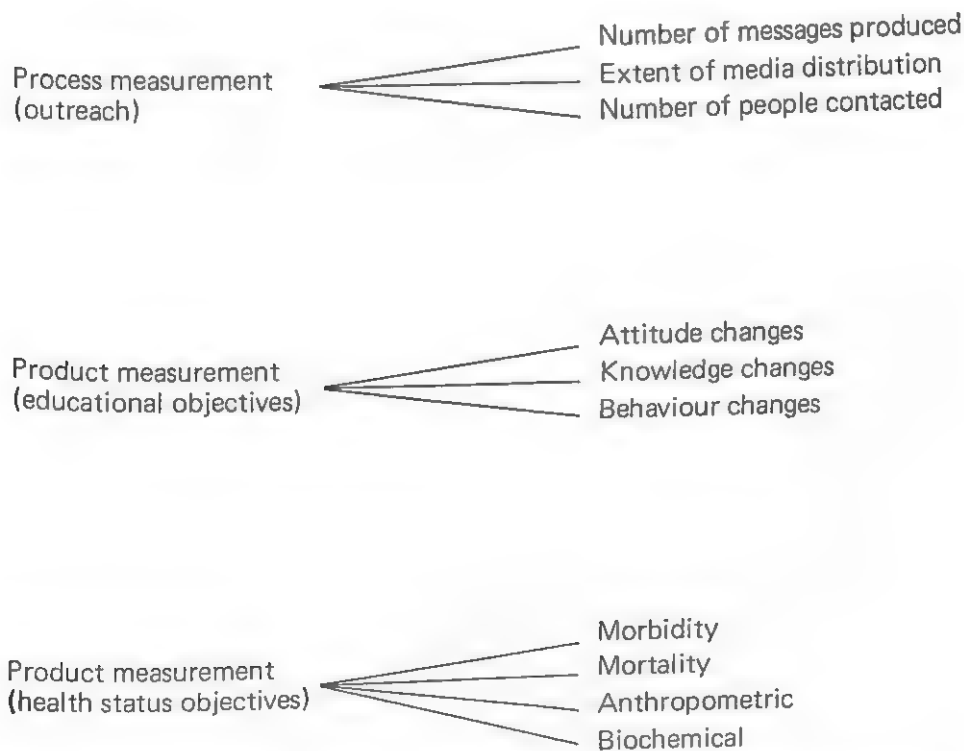 Process measurement
(outreach)
Number of messages produced
Extent of media distribution
Number of people contacted
Product measurement
(educational objectives)
Attitude changes
Knowledge changes
Behaviour changes
Product measurement
(health status objectives)
Morbidity
Mortality
Anthropometric
Biochemical